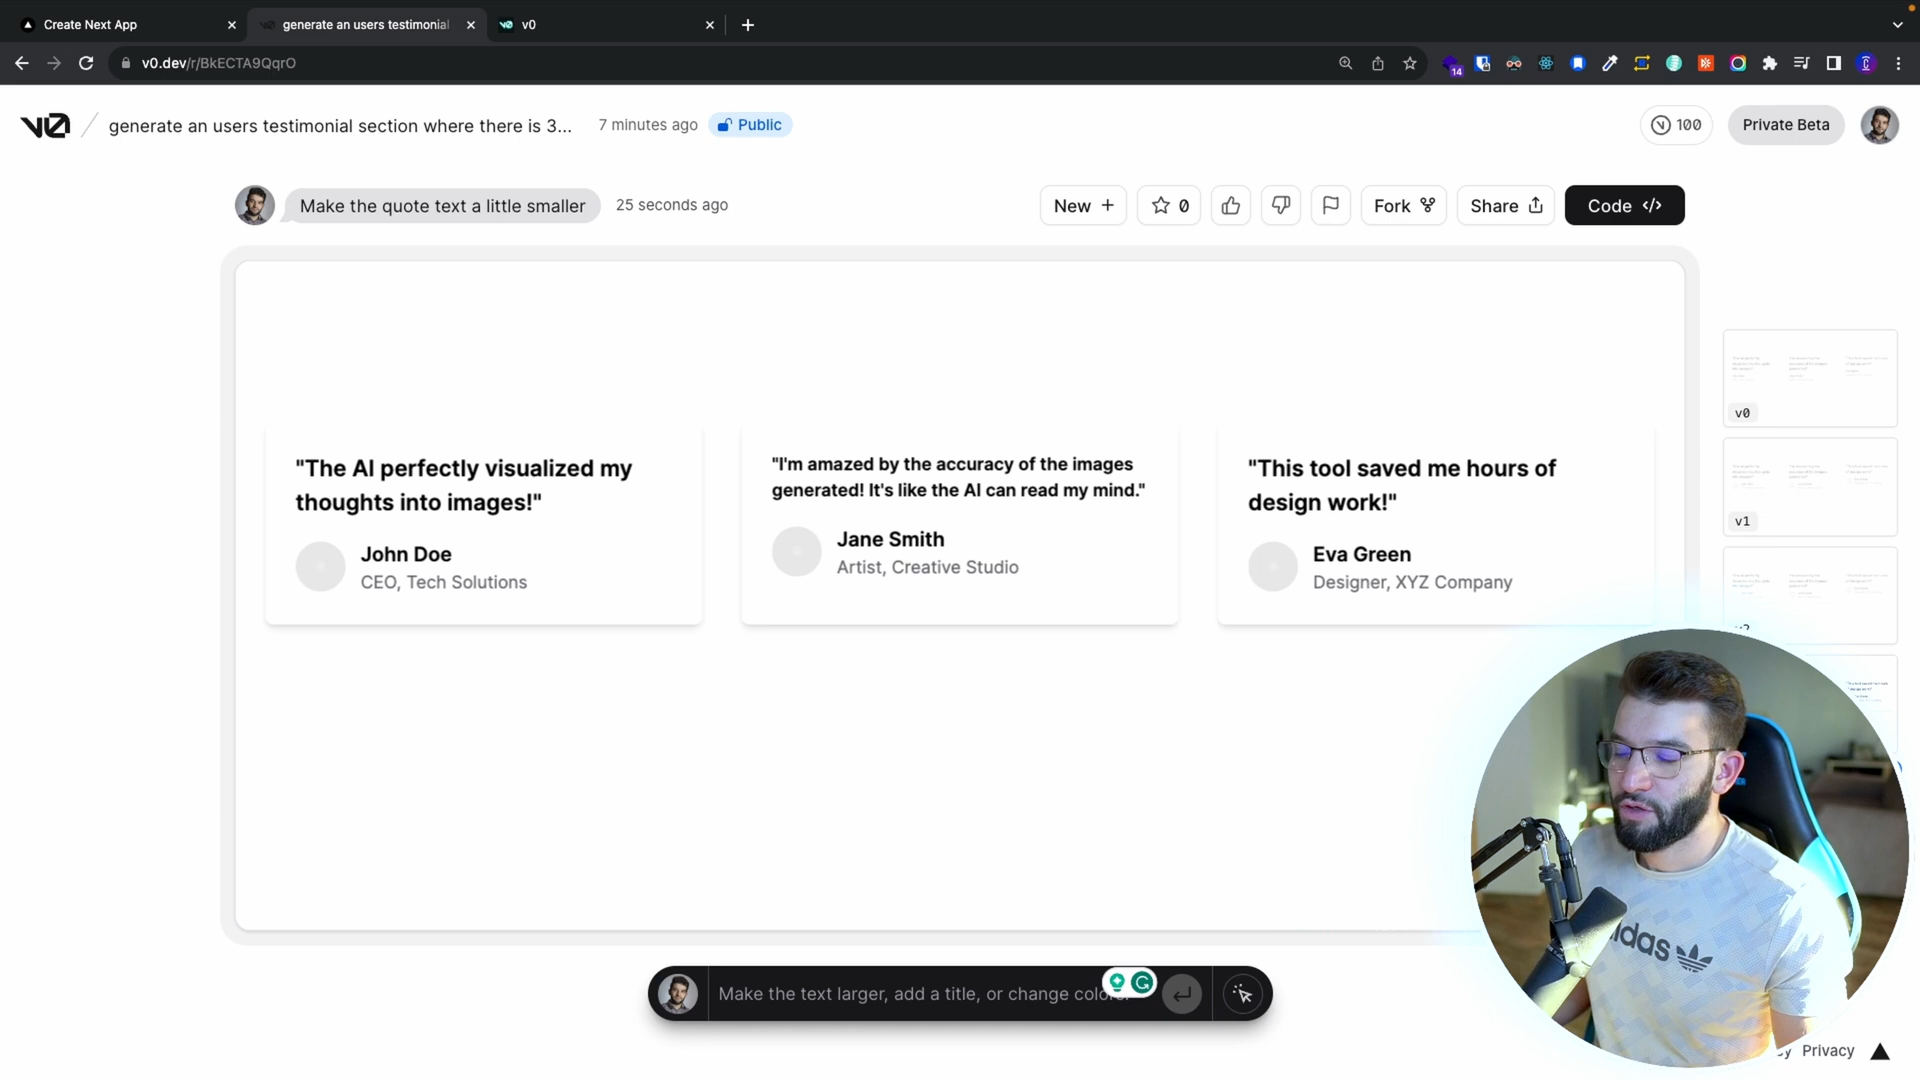 Create Next App
generate an users testimonial
v0
v0.dev/r/BkECTA9QqrO
14
v0
generate an users testimonial section where there is 3...
7 minutes ago
Public
100
Private Beta
Make the quote text a little smaller
25 seconds ago
New
0
Fork
Share
Code
"The AI perfectly visualized my
thoughts into images!"
John Doe
CEO, Tech Solutions
"I'm amazed by the accuracy of the images
generated! It's like the AI can read my mind."
Jane Smith
Artist, Creative Studio
"This tool saved me hours of
design work!"
Eva Green
Designer, XYZ Company
v0
v1
adidas
Make the text larger, add a title, or change
Privacy